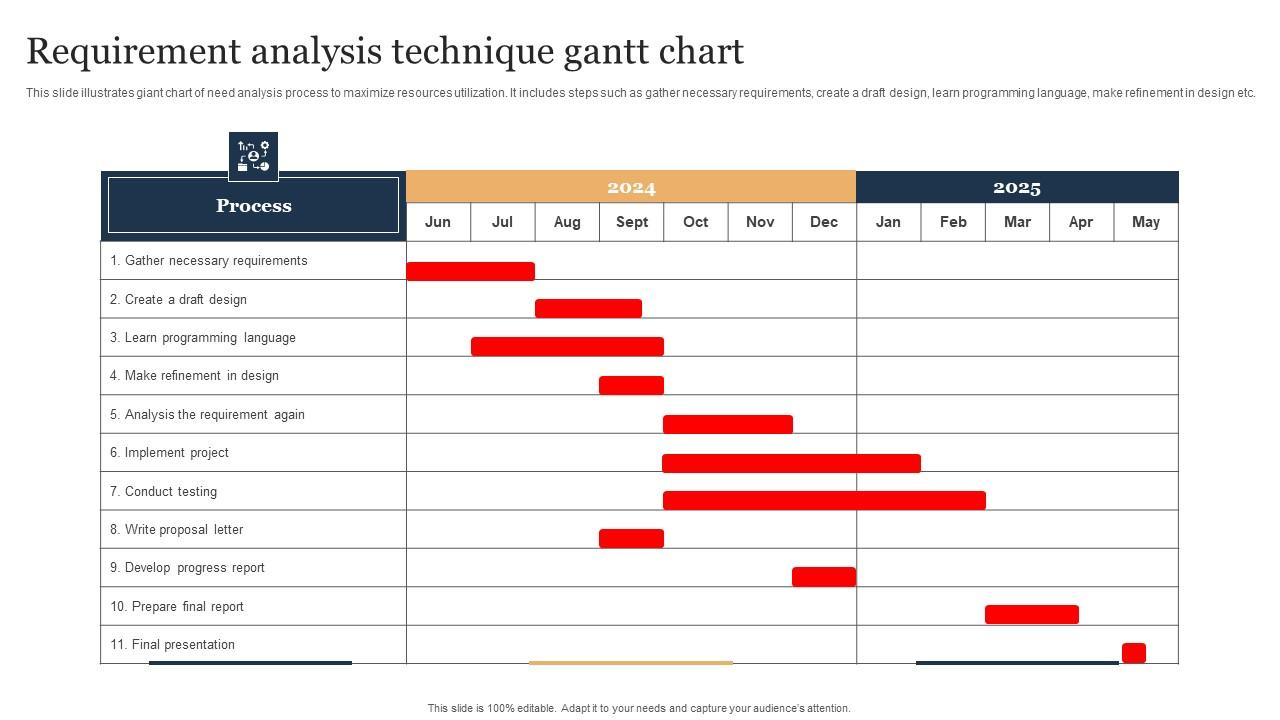 Requirement analysis technique gantt chart
This slide illustrates giant chart of need analysis process to maximize resources utilization. It includes steps such as gather necessary requirements, create a draft design, learn programming language, make refinement in design etc.
Process
2024
2025
Jun Jul Aug Sept Oct Nov Dec Jan Feb Mar Apr May
1. Gather necessary requirements
2. Create a draft design
3. Learn programming language
4. Make refinement in design
5. Analysis the requirement again
6. Implement project
7. Conduct testing
8. Write proposal letter
9. Develop progress report
10. Prepare final report
11. Final presentation
This slide is 100% editable. Adapt it to your needs and capture your audience's attention.